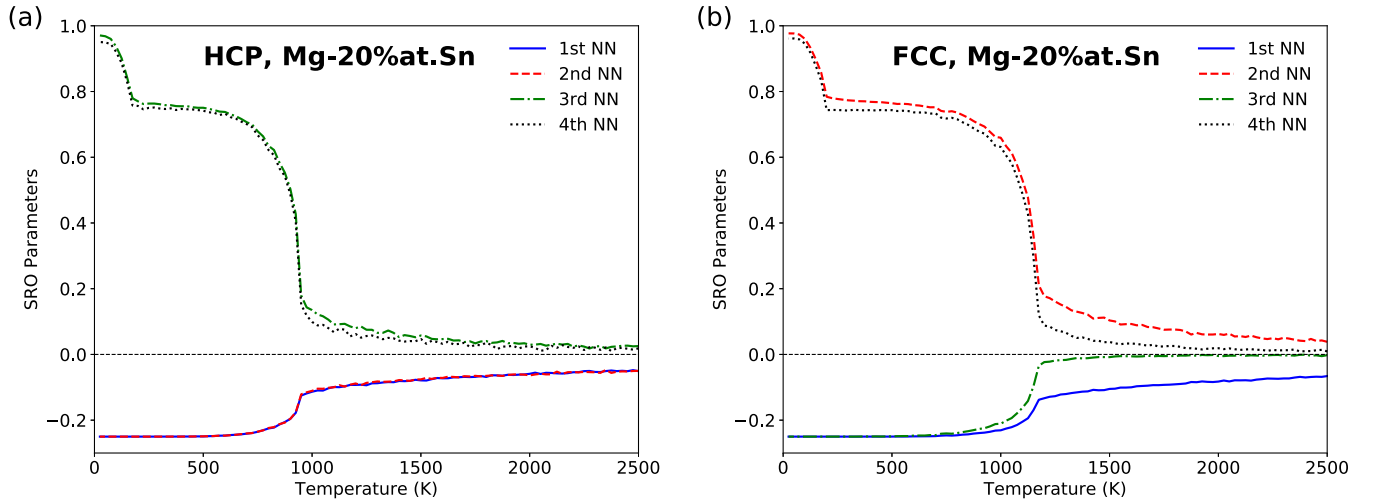 (a)
HCP, Mg-20%at.Sn
1st NN
2nd NN
3rd NN
4th NN
SRO Parameters
1.0
0.8
0.6
0.4
0.2
0.0
−0.2
0 500 1000 1500 2000 2500
Temperature (K)
(b)
FCC, Mg-20%at.Sn
1st NN
2nd NN
3rd NN
4th NN
SRO Parameters
1.0
0.8
0.6
0.4
0.2
0.0
−0.2
0 500 1000 1500 2000 2500
Temperature (K)